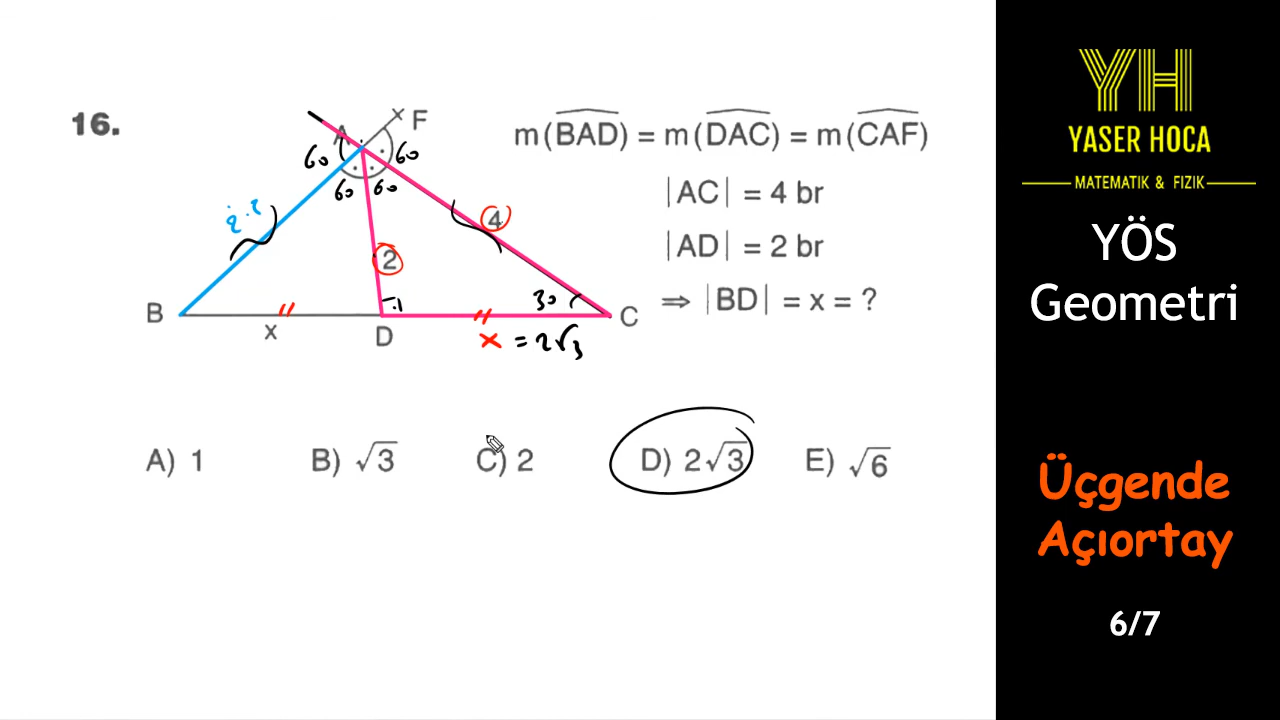 16.
A
F
60
60
60
60
?.?
4
2
30
B
x
D
C
x = 2√3
m(BAD) = m(DAC) = m(CAF)
|AC| = 4 br
|AD| = 2 br
⇒ |BD| = x = ?
A) 1 B) √3 C) 2 D) 2√3 E) √6
YH
YASER HOCA
MATEMATIK & FIZIK
YÖS
Geometri
Üçgende
Açıortay
6/7